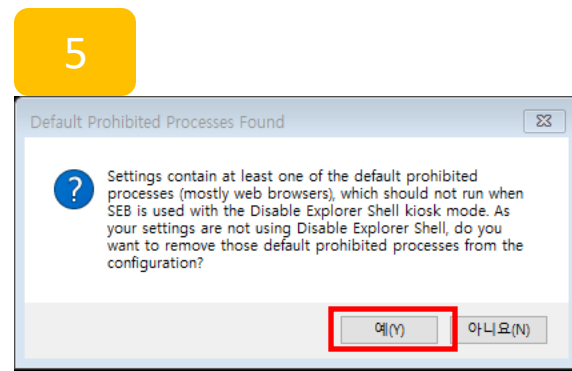 5
Default Prohibited Processes Found
Settings contain at least one of the default prohibited
processes (mostly web browsers), which should not run when
SEB is used with the Disable Explorer Shell kiosk mode. As
your settings are not using Disable Explorer Shell, do you
want to remove those default prohibited processes from the
configuration?
예(Y) 아니요(N)